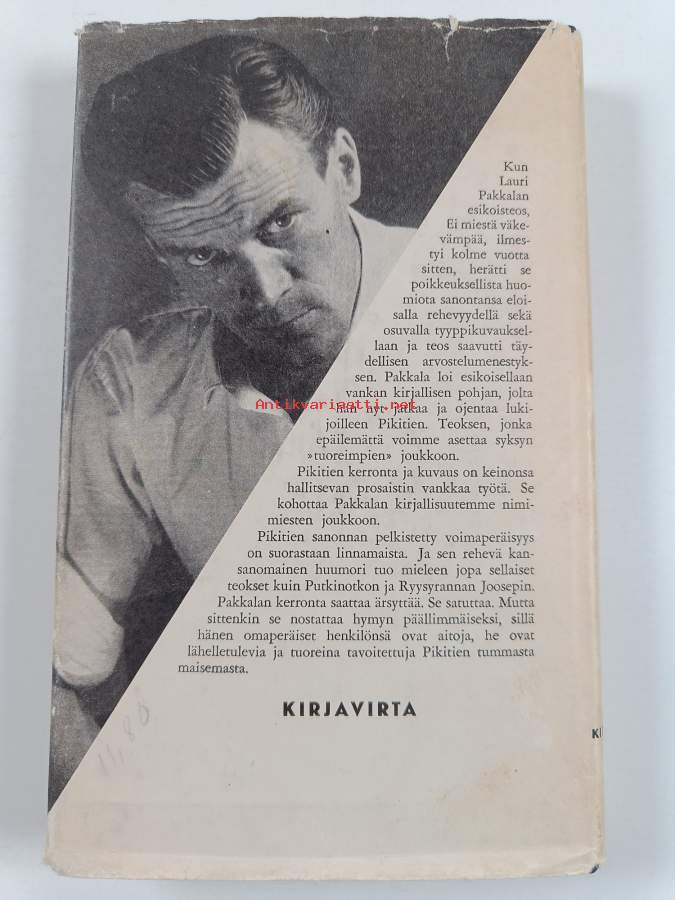 Kun
Lauri
Pakkalan
esikoisteos,
Ei miestä väke-
vämpää, ilmes-
tyi kolme vuotta
sitten, herätti se
poikkeuksellista huo-
miota sanontansa eloi-
salla rehevyydellä sekä
osuvalla tyyppikuvauksel-
laan ja teos saavutti täy-
dellisen arvostelumenestyk-
sen. Pakkala loi esikoisellaan
vankan kirjallisen pohjan, jolta
hän nyt jatkaa ja ojentaa luki-
Antikvariaatti.net
joilleen Pikitien. Teoksen, jonka
epäilemättä voimme asettaa syksyn
»tuoreimpien» joukkoon.
Pikitien kerronta ja kuvaus on keinonsa
hallitsevan prosaistin vankkaa työtä. Se
kohottaa Pakkalan kirjallisuutemme nimi-
miesten joukkoon.
Pikitien sanonnan pelkistetty voimaperäisyys
on suorastaan linnamaista. Ja sen rehevä kan-
sanomainen huumori tuo mieleen jopa sellaiset
teokset kuin Putkinotkon ja Ryysyrannan Joosepin.
Pakkalan kerronta saattaa ärsyttää. Se satuttaa. Mutta
sittenkin se nostattaa hymyn päällimmäiseksi, sillä
hänen omaperäiset henkilönsä ovat aitoja, he ovat
lähelletulevia ja tuoreina tavoitettuja Pikitien tummasta
maisemasta.
KIRJAVIRTA